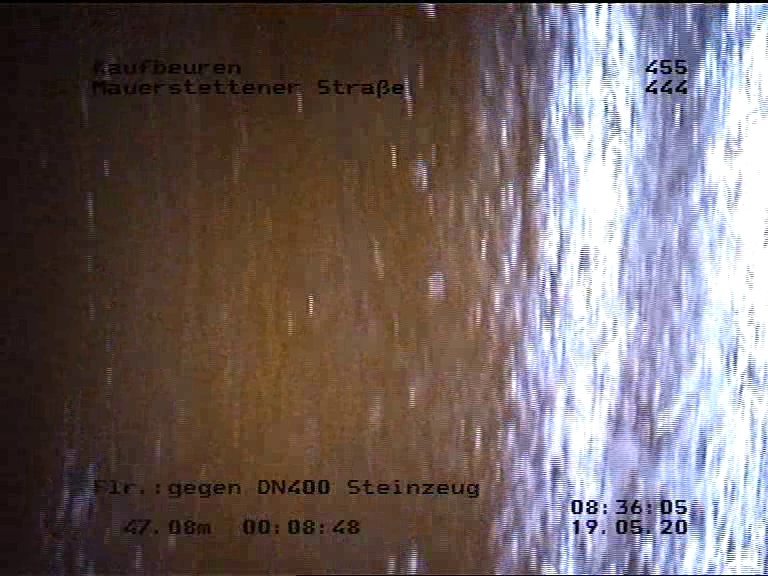 Kaufbeuren 455
Mauerstettener Straße 444
Flr.:gegen DN400 Steinzeug
08:36:05
47.08m 00:08:48 19.05.20